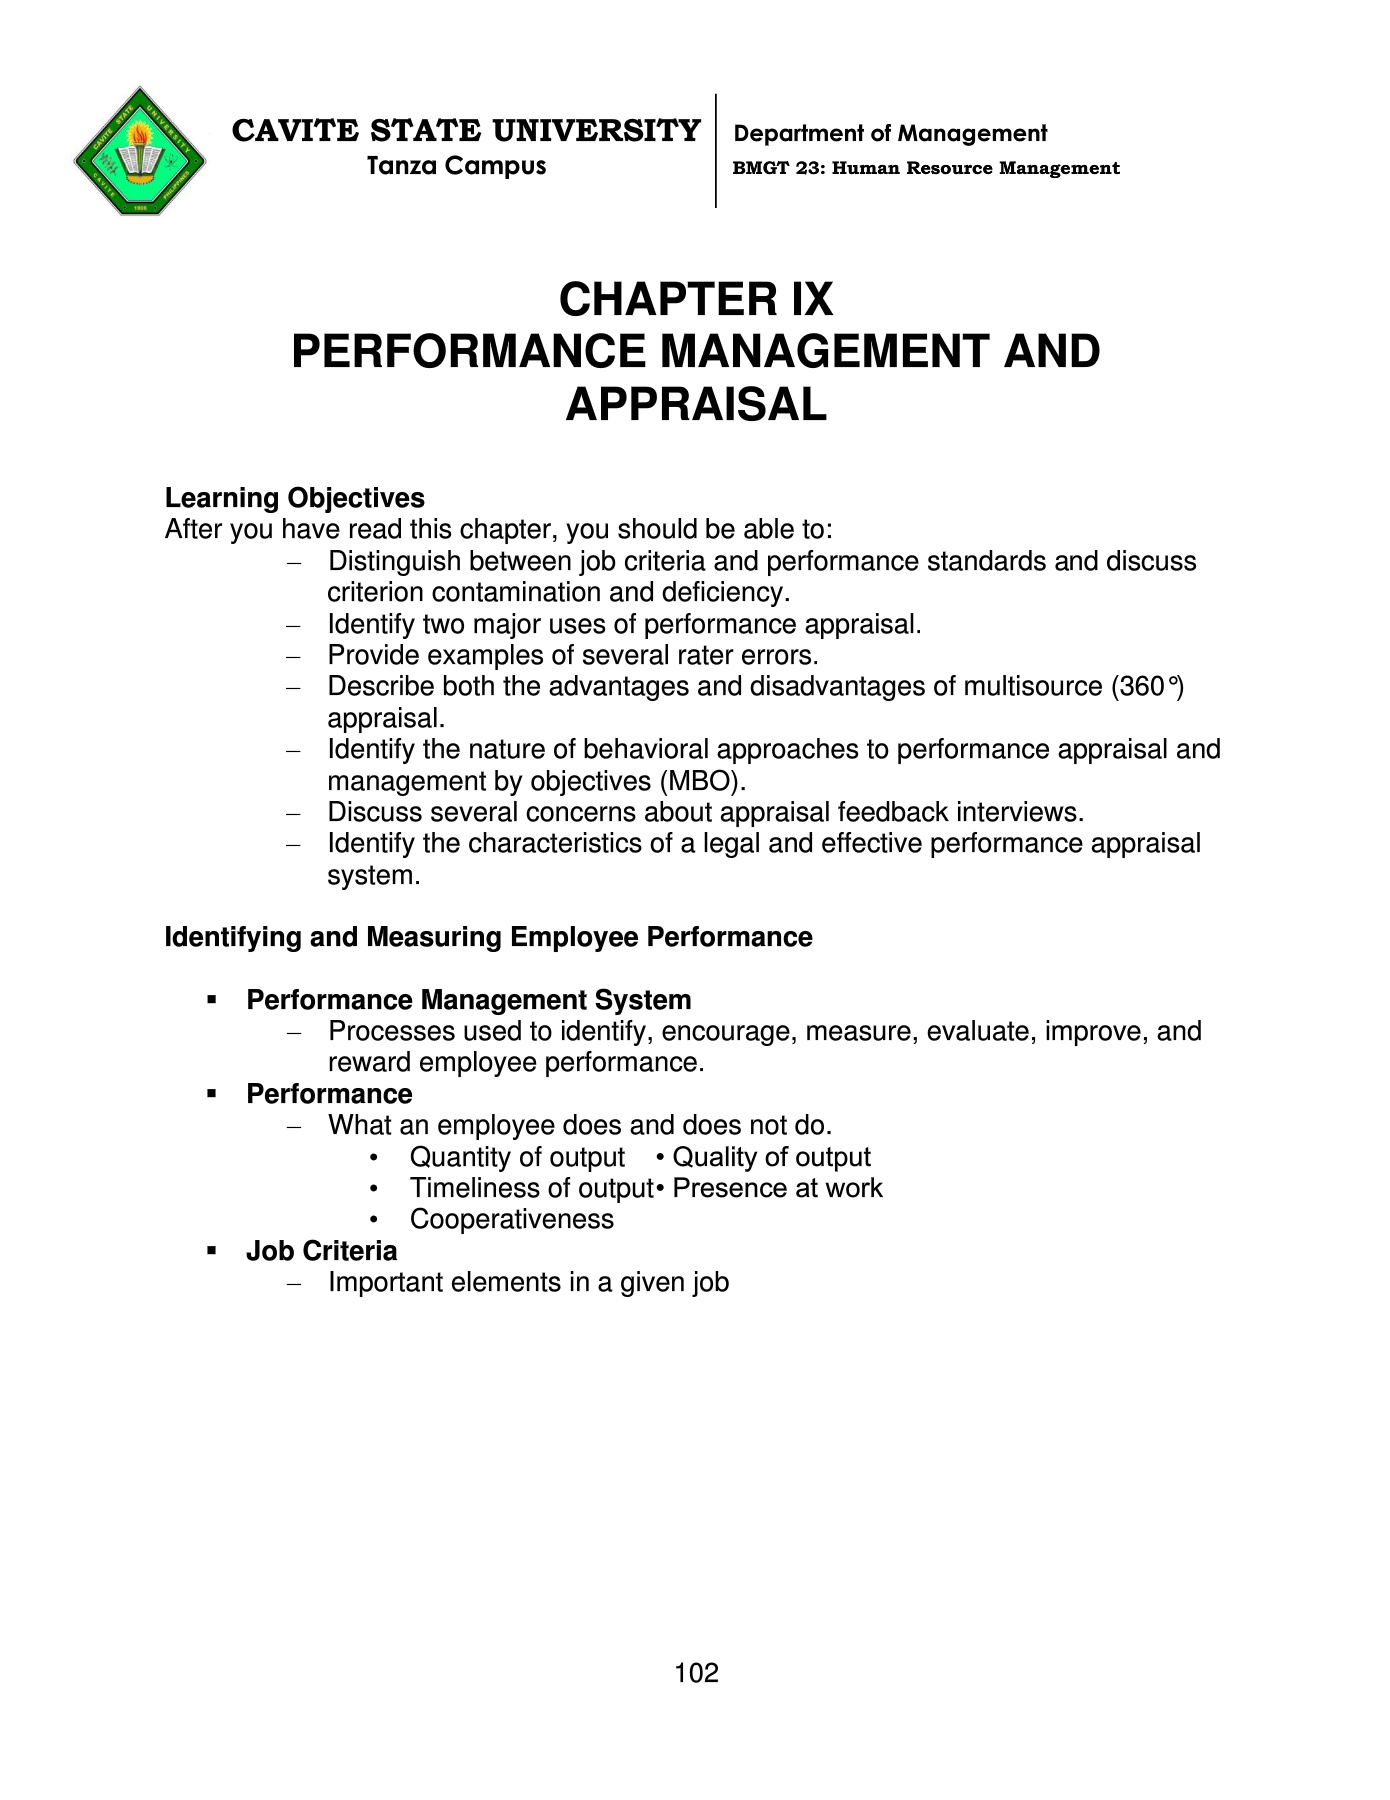 CAVITE STATE UNIVERSITY
Tanza Campus
Department of Management
BMGT 23: Human Resource Management
CAVITE STATE UNIVERSITY
CAVITE
PHILIPPINES
1906
CHAPTER IX
PERFORMANCE MANAGEMENT AND
APPRAISAL
Learning Objectives
After you have read this chapter, you should be able to:
– Distinguish between job criteria and performance standards and discuss
criterion contamination and deficiency.
– Identify two major uses of performance appraisal.
– Provide examples of several rater errors.
– Describe both the advantages and disadvantages of multisource (360°)
appraisal.
– Identify the nature of behavioral approaches to performance appraisal and
management by objectives (MBO).
– Discuss several concerns about appraisal feedback interviews.
– Identify the characteristics of a legal and effective performance appraisal
system.
Identifying and Measuring Employee Performance
▪ Performance Management System
– Processes used to identify, encourage, measure, evaluate, improve, and
reward employee performance.
▪ Performance
– What an employee does and does not do.
• Quantity of output • Quality of output
• Timeliness of output• Presence at work
• Cooperativeness
▪ Job Criteria
– Important elements in a given job
102